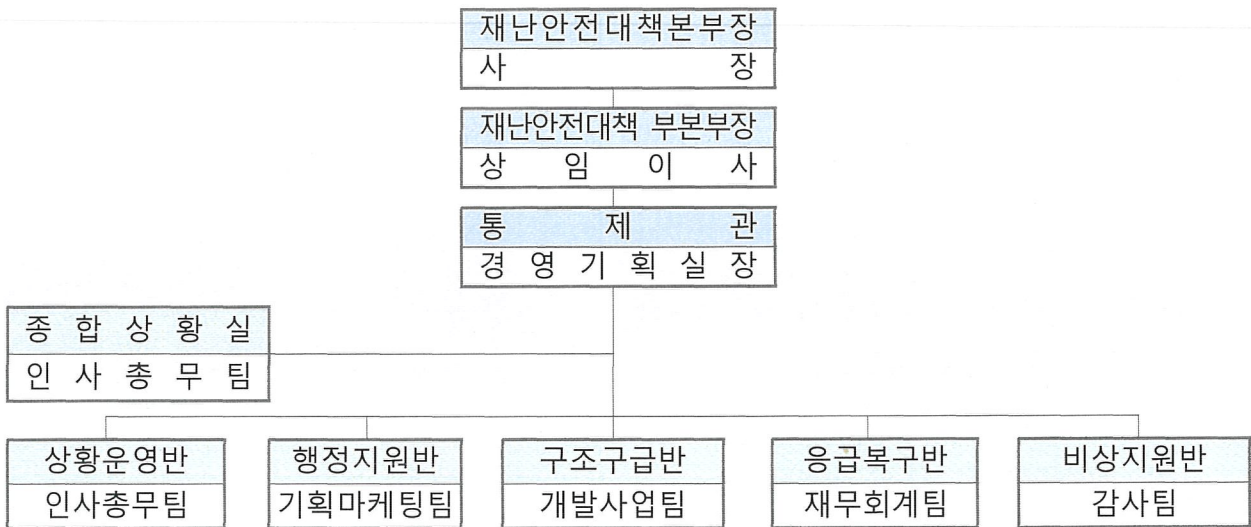 재난안전대책본부장
사 장
재난안전대책 부본부장
상 임 이 사
통 제 관
경 영 기 획 실 장
종 합 상 황 실
인 사 총 무 팀
상황운영반 행정지원반 구조구급반 응급복구반 비상지원반
인사총무팀 기획마케팅팀 개발사업팀 재무회계팀 감사팀